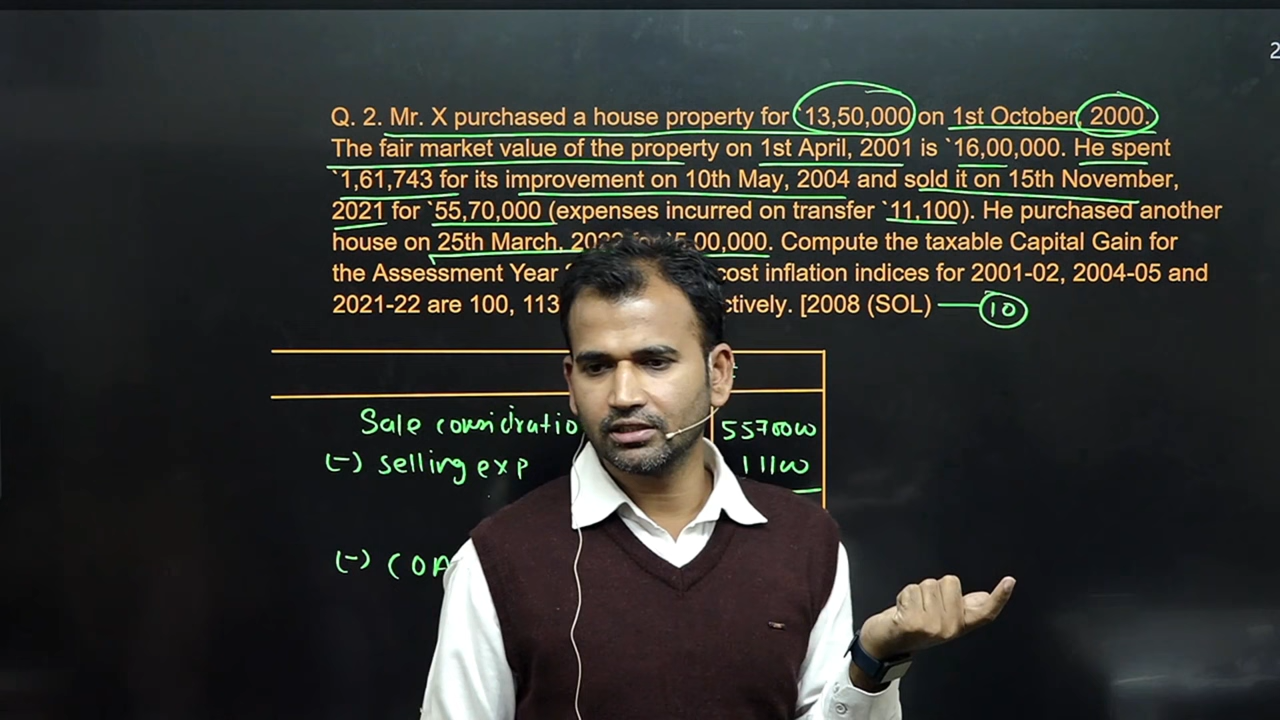 2
Q. 2. Mr. X purchased a house property for `13,50,000 on 1st October, 2000.
The fair market value of the property on 1st April, 2001 is `16,00,000. He spent
`1,61,743 for its improvement on 10th May, 2004 and sold it on 15th November,
2021 for `55,70,000 (expenses incurred on transfer `11,100). He purchased another
house on 25th March, 5,00,000. Compute the taxable Capital Gain for
the Assessment Year cost inflation indices for 2001-02, 2004-05 and
2021-22 are 100, 113 [2008 (SOL) 10
Sale 5570000
(-) selling exp 11100
(-) COA